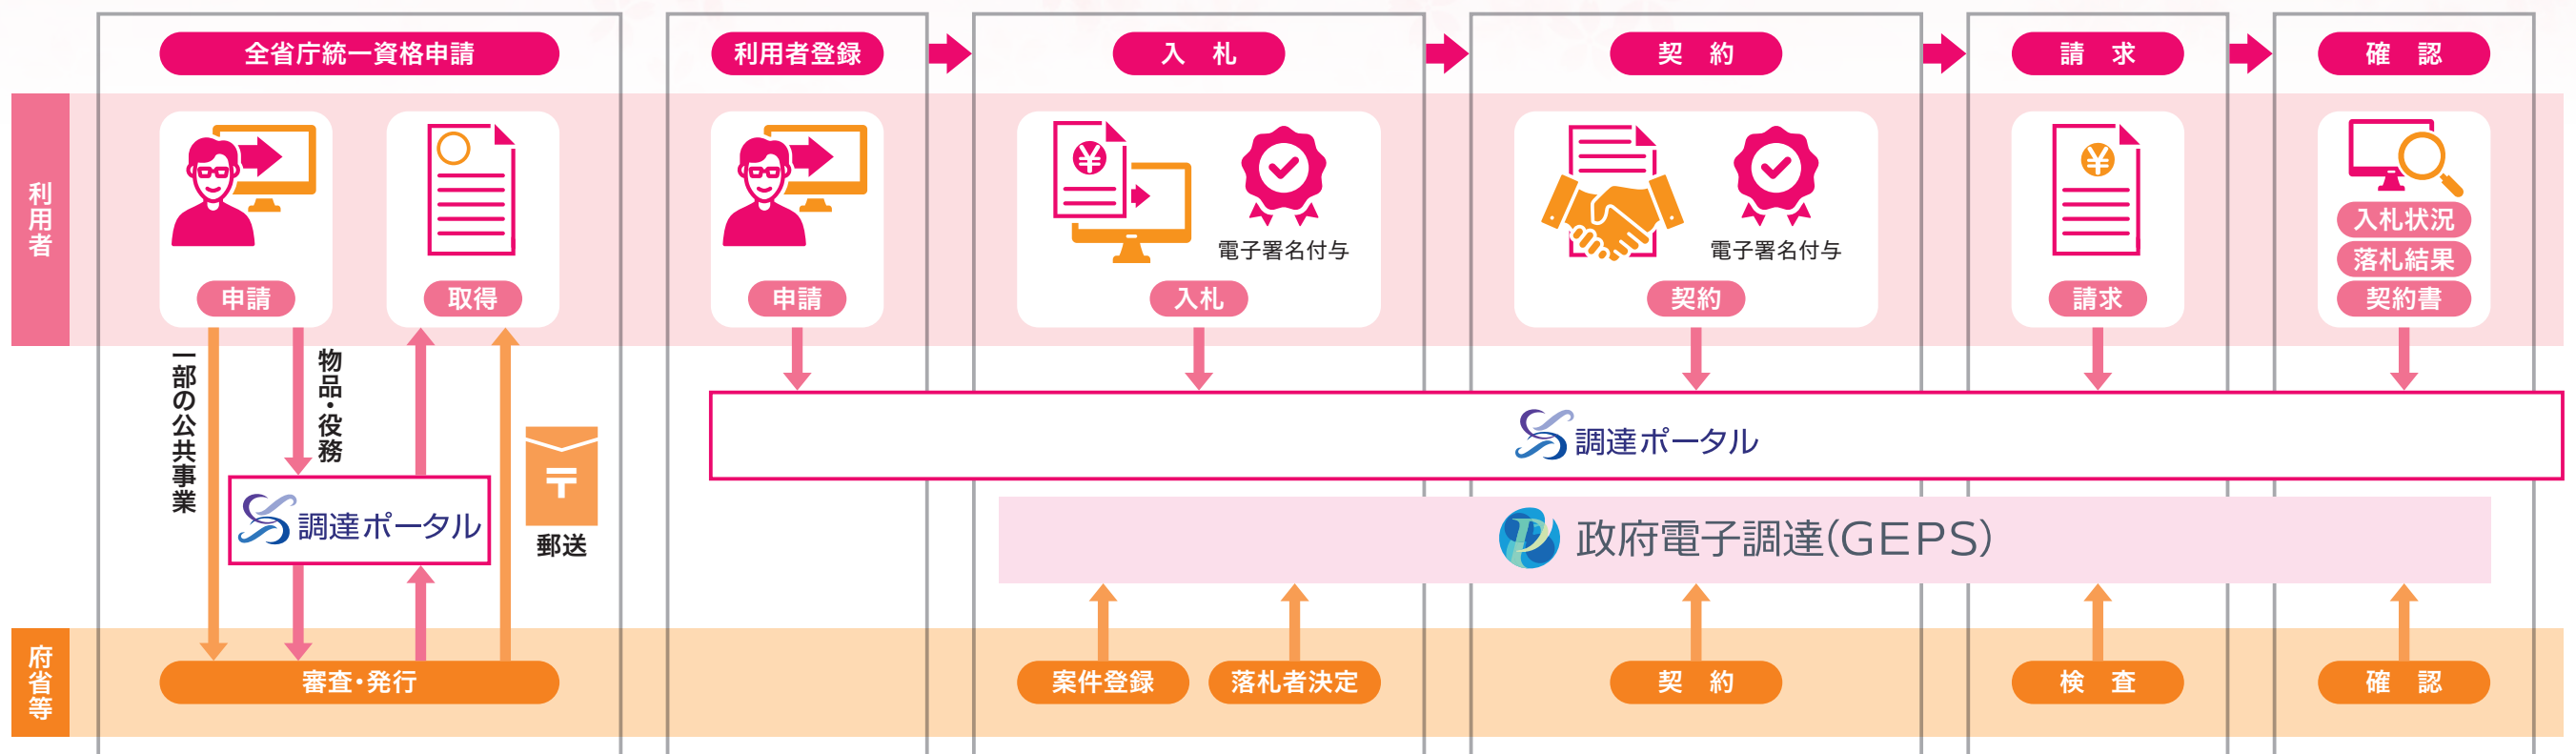 全省庁統一資格申請
利用者登録
入 札
契 約
請 求
確 認
利用者
申請
取得
申請
電子署名付与
入札
電子署名付与
契約
請求
入札状況
落札結果
契約書
一部の公共事業
物品・役務
調達ポータル
郵送
調達ポータル
政府電子調達(GEPS)
府省等
審査・発行
案件登録
落札者決定
契 約
検 査
確 認